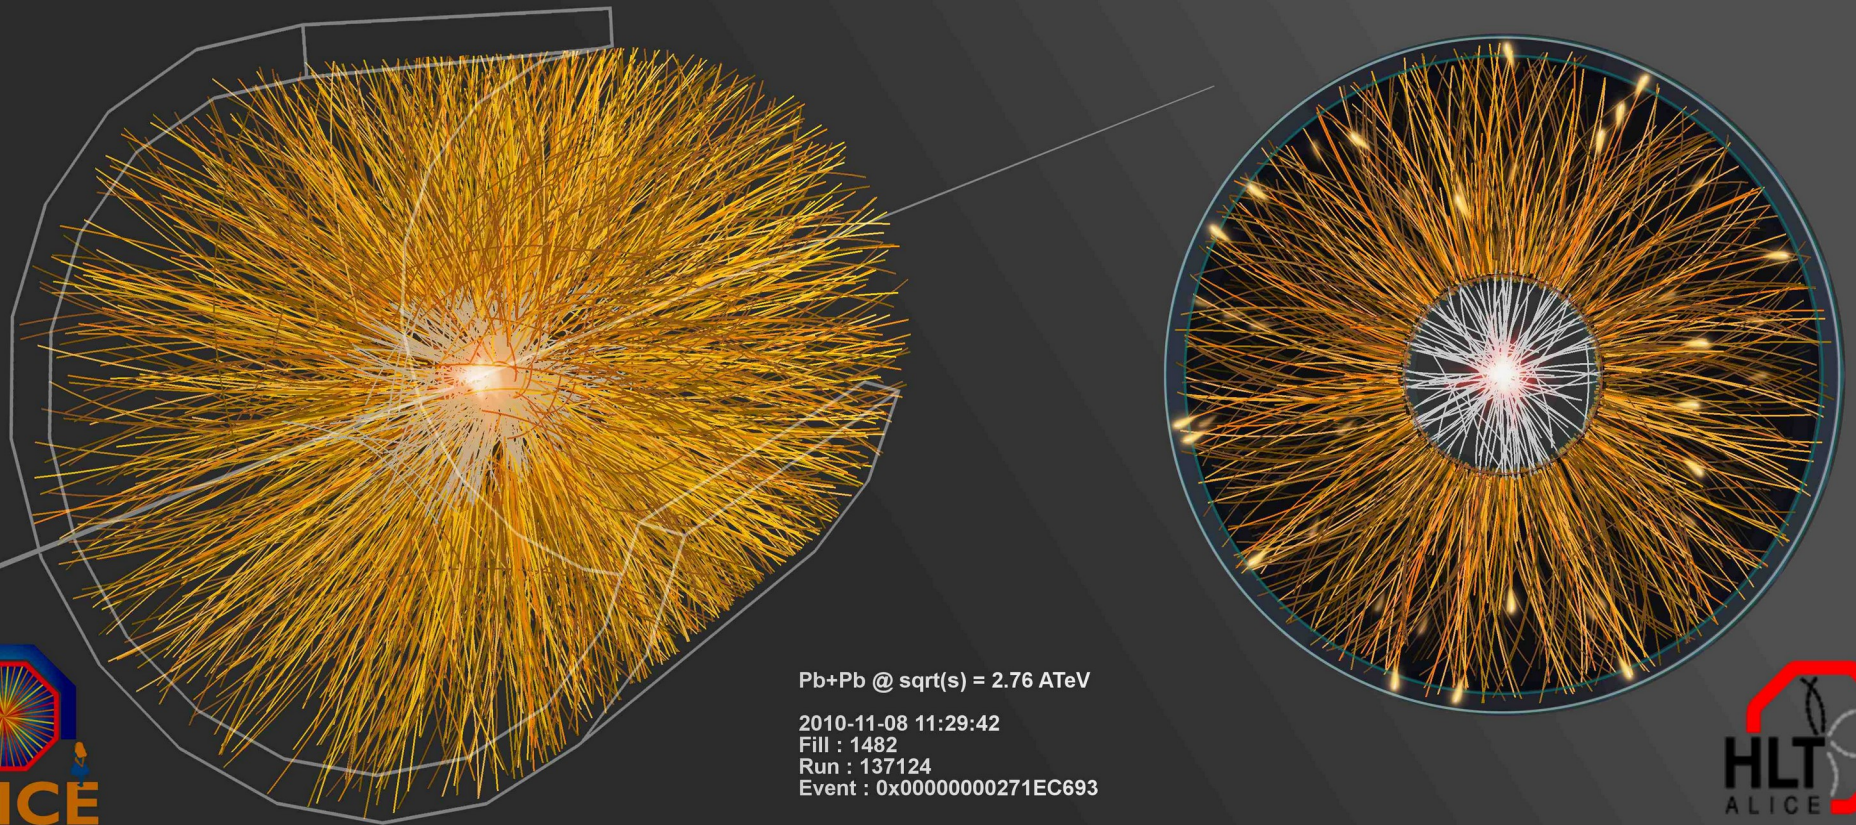 Pb+Pb @ sqrt(s) = 2.76 ATeV
2010-11-08 11:29:42
Fill : 1482
Run : 137124
Event : 0x00000000271EC693
ICE
HLT
ALICE